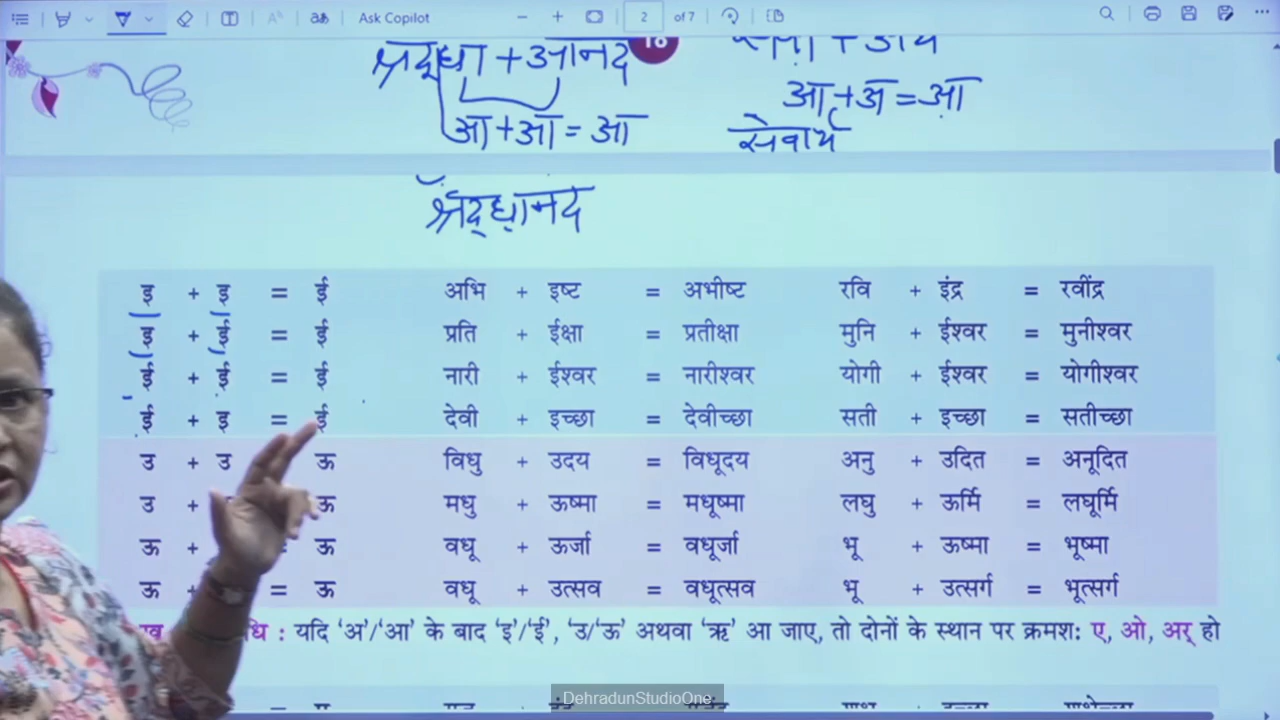 Ask Copilot
2 of 7
श्रद्धा + आनंद
18
आ + अ = आ
आ + आ = आ
सेवार्थ
श्रद्धानंद
इ + इ = ई अभि + इष्ट = अभीष्ट रवि + इंद्र = रवींद्र
इ + ई = ई प्रति + ईक्षा = प्रतीक्षा मुनि + ईश्वर = मुनीश्वर
ई + ई = ई नारी + ईश्वर = नारीश्वर योगी + ईश्वर = योगीश्वर
ई + इ = ई देवी + इच्छा = देवीच्छा सती + इच्छा = सतीच्छा
उ + उ ऊ विधु + उदय = विधूदय अनु + उदित = अनूदित
उ + ऊ मधु + ऊष्मा = मधूष्मा लघु + ऊर्मि = लघूर्मि
ऊ + = ऊ वधू + ऊर्जा = वधूर्जा भू + ऊष्मा = भूष्मा
ऊ + = ऊ वधू + उत्सव = वधूत्सव भू + उत्सर्ग = भूत्सर्ग
धि : यदि ‘अ’/‘आ’ के बाद ‘इ’/‘ई’, ‘उ/‘ऊ’ अथवा ‘ऋ’ आ जाए, तो दोनों के स्थान पर क्रमश: ए, ओ, अर् हो
DehradunStudioOne